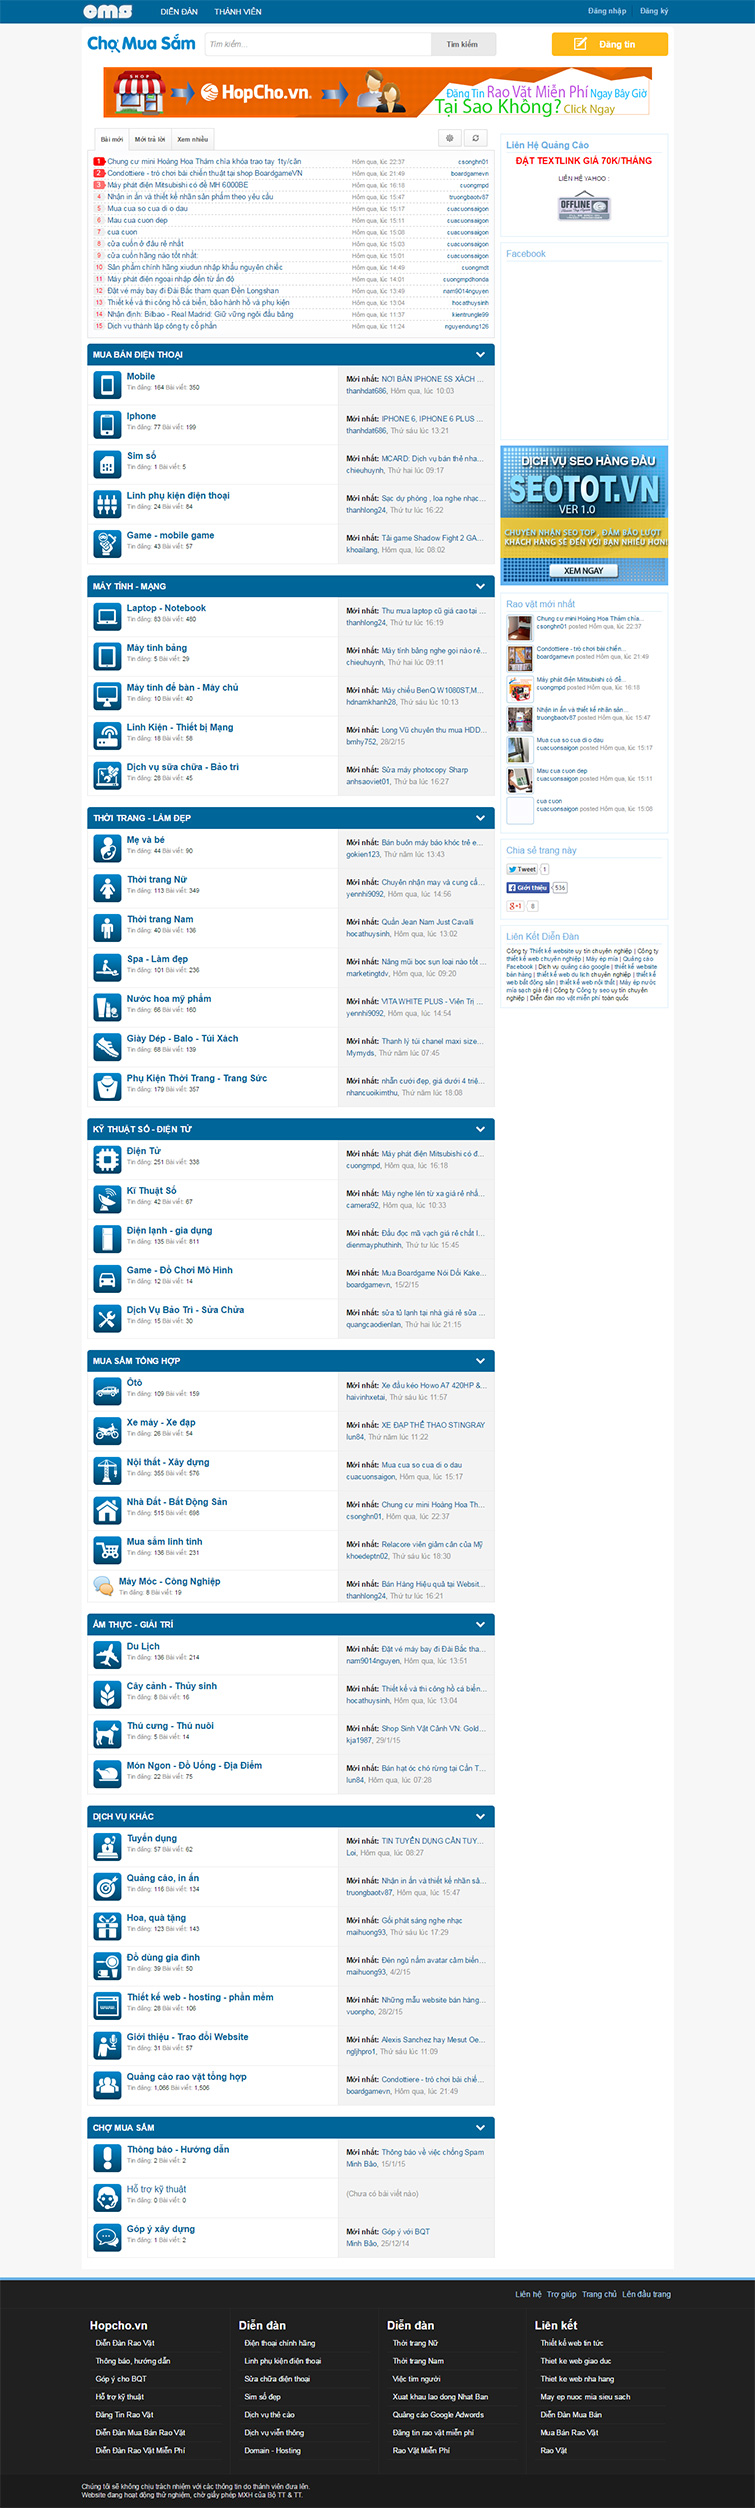 oms
DIỄN ĐÀN
THÀNH VIÊN
Đăng nhập
Đăng ký
Chợ Mua Sắm
Tìm kiếm...
Tìm kiếm
Đăng tin
SHOP
HopCho.vn
Đăng Tin Rao Vặt Miễn Phí Ngay Bây Giờ
Tại Sao Không? Click Ngay
Bài mới
Mới trả lời
Xem nhiều
1 Chung cư mini Hoàng Hoa Thám chìa khóa trao tay 1ty/căn Hôm qua, lúc 22:37 csonghn01
2 Condottiere - trò chơi bài chiến thuật tại shop BoardgameVN Hôm qua, lúc 21:49 boardgamevn
3 Máy phát điện Mitsubishi có đề MH 6000BE Hôm qua, lúc 16:18 cuongmpd
4 Nhận in ấn và thiết kế nhãn sản phẩm theo yêu cầu Hôm qua, lúc 15:47 truongbaotv87
5 Mua cua so cua di o dau Hôm qua, lúc 15:17 cuacuonsaigon
6 Mau cua cuon dep Hôm qua, lúc 15:11 cuacuonsaigon
7 cua cuon Hôm qua, lúc 15:08 cuacuonsaigon
8 cửa cuốn ở đâu rẻ nhất Hôm qua, lúc 15:03 cuacuonsaigon
9 cửa cuốn hãng nào tốt nhất Hôm qua, lúc 15:01 cuacuonsaigon
10 Sản phẩm chính hãng xiudun nhập khẩu nguyên chiếc Hôm qua, lúc 14:49 cuongmdt
11 Máy phát điện ngoại nhập đến từ ấn độ Hôm qua, lúc 14:01 cuongmpdhonda
12 Đặt vé máy bay đi Đài Bắc tham quan Đền Longshan Hôm qua, lúc 13:49 nam9014nguyen
13 Thiết kế và thi công hồ cá biển, bảo hành hồ và phụ kiện Hôm qua, lúc 13:04 hocathuysinh
14 Nhận định: Bilbao - Real Madrid: Giữ vững ngôi đầu bảng Hôm qua, lúc 11:37 kientrungle99
15 Dịch vụ thành lập công ty cổ phần Hôm qua, lúc 11:24 nguyendung126
Liên Hệ Quảng Cáo
ĐẶT TEXTLINK GIÁ 70K/THÁNG
LIÊN HỆ YAHOO :
OFFLINE
Facebook
DỊCH VỤ SEO HÀNG ĐẦU
SEOTOT.VN
VER 1.0
CHUYÊN NHẬN SEO TOP , ĐẢM BẢO LƯỢT
KHÁCH HÀNG SẼ ĐẾN VỚI BẠN NHIỀU HƠN!
XEM NGAY
Rao vặt mới nhất
Chung cư mini Hoàng Hoa Thám chìa...
csonghn01 posted Hôm qua, lúc 22:37
Condottiere - trò chơi bài chiến...
boardgamevn posted Hôm qua, lúc 21:49
Máy phát điện Mitsubishi có đề...
cuongmpd posted Hôm qua, lúc 16:18
Nhận in ấn và thiết kế nhãn sản...
truongbaotv87 posted Hôm qua, lúc 15:47
Mua cua so cua di o dau
cuacuonsaigon posted Hôm qua, lúc 15:17
Mau cua cuon dep
cuacuonsaigon posted Hôm qua, lúc 15:11
cua cuon
cuacuonsaigon posted Hôm qua, lúc 15:08
Chia sẻ trang này
Tweet 1
Giới thiệu 536
g+1 8
Liên Kết Diễn Đàn
Công ty Thiết kế website uy tín chuyên nghiệp | Công ty
thiết kế web chuyên nghiệp | Máy ép mía | Quảng cáo
Facebook | Dịch vụ quảng cáo google | thiết kế website
bán hàng | thiết kế web du lịch chuyên nghiệp | thiết kế
web bất động sản | thiết kế web nội thất | Máy ép nước
mía sạch giá rẻ | Công ty Công ty seo uy tín chuyên
nghiệp | Diễn đàn rao vặt miễn phí toàn quốc
MUA BÁN ĐIỆN THOẠI
Mobile
Tin đăng: 164 Bài viết: 350
Mới nhất: NƠI BÁN IPHONE 5S XÁCH ...
thanhdat686, Hôm qua, lúc 10:03
Iphone
Tin đăng: 77 Bài viết: 199
Mới nhất: IPHONE 6, IPHONE 6 PLUS ...
thanhdat686, Thứ sáu lúc 13:21
Sim số
Tin đăng: 1 Bài viết: 5
Mới nhất: MCARD: Dịch vụ bán thẻ nha...
chieuhuynh, Thứ hai lúc 09:17
Linh phụ kiện điện thoại
Tin đăng: 24 Bài viết: 84
Mới nhất: Sạc dự phòng , loa nghe nhạc...
thanhlong24, Thứ tư lúc 16:22
Game - mobile game
Tin đăng: 43 Bài viết: 57
Mới nhất: Tải game Shadow Fight 2 GA...
khoailang, Hôm qua, lúc 08:02
MÁY TÍNH - MẠNG
Laptop - Notebook
Tin đăng: 83 Bài viết: 460
Mới nhất: Thu mua laptop cũ giá cao tại ...
thanhlong24, Thứ tư lúc 16:19
Máy tính bảng
Tin đăng: 5 Bài viết: 29
Mới nhất: Máy tính bảng nghe gọi nào rẻ...
chieuhuynh, Thứ hai lúc 09:11
Máy tính để bàn - Máy chủ
Tin đăng: 10 Bài viết: 40
Mới nhất: Máy chiếu BenQ W1080ST,M...
hdnamkhanh28, Thứ sáu lúc 10:13
Linh Kiện - Thiết bị Mạng
Tin đăng: 18 Bài viết: 56
Mới nhất: Long Vũ chuyên thu mua HDD...
bmhy752, 28/2/15
Dịch vụ sửa chữa - Bảo trì
Tin đăng: 28 Bài viết: 45
Mới nhất: Sửa máy photocopy Sharp
anhsaoviet01, Thứ ba lúc 16:27
THỜI TRANG - LÀM ĐẸP
Mẹ và bé
Tin đăng: 44 Bài viết: 90
Mới nhất: Bán buôn máy báo khóc trẻ e...
gokien123, Thứ năm lúc 13:43
Thời trang Nữ
Tin đăng: 113 Bài viết: 349
Mới nhất: Chuyên nhận may và cung cấ...
yennhi9092, Hôm qua, lúc 14:56
Thời trang Nam
Tin đăng: 40 Bài viết: 136
Mới nhất: Quần Jean Nam Just Cavalli
hocathuysinh, Hôm qua, lúc 13:02
Spa - Làm đẹp
Tin đăng: 101 Bài viết: 236
Mới nhất: Nâng mũi bọc sụn loại nào tốt ...
marketingtdv, Hôm qua, lúc 09:20
Nước hoa mỹ phẩm
Tin đăng: 66 Bài viết: 160
Mới nhất: VITA WHITE PLUS - Viên Trị ...
yennhi9092, Hôm qua, lúc 14:54
Giày Dép - Balo - Túi Xách
Tin đăng: 68 Bài viết: 139
Mới nhất: Thanh lý túi chanel maxi size...
Mymyds, Thứ năm lúc 07:45
Phụ Kiện Thời Trang - Trang Sức
Tin đăng: 179 Bài viết: 357
Mới nhất: nhẫn cưới đẹp, giá dưới 4 triệ...
nhancuoikimthu, Thứ năm lúc 18:08
KỸ THUẬT SỐ - ĐIỆN TỬ
Điện Tử
Tin đăng: 251 Bài viết: 338
Mới nhất: Máy phát điện Mitsubishi có đ...
cuongmpd, Hôm qua, lúc 16:18
Kĩ Thuật Số
Tin đăng: 42 Bài viết: 67
Mới nhất: Máy nghe lén từ xa giá rẻ nhấ...
camera92, Hôm qua, lúc 10:33
Điện lạnh - gia dụng
Tin đăng: 135 Bài viết: 811
Mới nhất: Đầu đọc mã vạch giá rẻ chất l...
dienmayphuthinh, Thứ tư lúc 15:45
Game - Đồ Chơi Mô Hình
Tin đăng: 12 Bài viết: 14
Mới nhất: Mua Boardgame Nói Dối Kake...
boardgamevn, 15/2/15
Dịch Vụ Bảo Trì - Sửa Chữa
Tin đăng: 15 Bài viết: 30
Mới nhất: sửa tủ lạnh tại nhà giá rẻ sửa ...
quangcaodienlan, Thứ hai lúc 21:15
MUA SẮM TỔNG HỢP
Ôtô
Tin đăng: 109 Bài viết: 159
Mới nhất: Xe đầu kéo Howo A7 420HP &...
haivinhxetai, Thứ sáu lúc 11:57
Xe máy - Xe đạp
Tin đăng: 26 Bài viết: 54
Mới nhất: XE ĐẠP THỂ THAO STINGRAY
lun84, Thứ năm lúc 11:22
Nội thất - Xây dựng
Tin đăng: 355 Bài viết: 576
Mới nhất: Mua cua so cua di o dau
cuacuonsaigon, Hôm qua, lúc 15:17
Nhà Đất - Bất Động Sản
Tin đăng: 515 Bài viết: 698
Mới nhất: Chung cư mini Hoàng Hoa Th...
csonghn01, Hôm qua, lúc 22:37
Mua sắm linh tinh
Tin đăng: 136 Bài viết: 231
Mới nhất: Relacore viên giảm cân của Mỹ
khoedeptn02, Thứ sáu lúc 18:30
Máy Móc - Công Nghiệp
Tin đăng: 8 Bài viết: 19
Mới nhất: Bán Hàng Hiệu quả tại Websit...
thanhlong24, Thứ tư lúc 16:21
ẨM THỰC - GIẢI TRÍ
Du Lịch
Tin đăng: 136 Bài viết: 214
Mới nhất: Đặt vé máy bay đi Đài Bắc tha...
nam9014nguyen, Hôm qua, lúc 13:51
Cây cảnh - Thủy sinh
Tin đăng: 8 Bài viết: 16
Mới nhất: Thiết kế và thi công hồ cá biển...
hocathuysinh, Hôm qua, lúc 13:04
Thú cưng - Thú nuôi
Tin đăng: 5 Bài viết: 14
Mới nhất: Shop Sinh Vật Cảnh VN: Gold...
kja1987, 29/1/15
Món Ngon - Đồ Uống - Địa Điểm
Tin đăng: 22 Bài viết: 75
Mới nhất: Bán hạt óc chó rừng tại Cần T...
lun84, Hôm qua, lúc 07:28
DỊCH VỤ KHÁC
Tuyển dụng
Tin đăng: 57 Bài viết: 62
Mới nhất: TIN TUYỂN DỤNG CẦN TUY...
Loi, Hôm qua, lúc 08:27
Quảng cáo, in ấn
Tin đăng: 116 Bài viết: 134
Mới nhất: Nhận in ấn và thiết kế nhãn sả...
truongbaotv87, Hôm qua, lúc 15:47
Hoa, quà tặng
Tin đăng: 123 Bài viết: 143
Mới nhất: Gối phát sáng nghe nhạc
maihuong93, Thứ sáu lúc 17:29
Đồ dùng gia đình
Tin đăng: 39 Bài viết: 50
Mới nhất: Đèn ngủ nấm avatar cảm biến...
maihuong93, 4/2/15
Thiết kế web - hosting - phần mềm
Tin đăng: 28 Bài viết: 106
Mới nhất: Những mẫu website bán hàng...
vuonpho, 28/2/15
Giới thiệu - Trao đổi Website
Tin đăng: 31 Bài viết: 57
Mới nhất: Alexis Sanchez hay Mesut Oe...
ngljhpro1, Thứ sáu lúc 11:09
Quảng cáo rao vặt tổng hợp
Tin đăng: 1,066 Bài viết: 1,506
Mới nhất: Condottiere - trò chơi bài chiế...
boardgamevn, Hôm qua, lúc 21:49
CHỢ MUA SẮM
Thông báo - Hướng dẫn
Tin đăng: 2 Bài viết: 2
Mới nhất: Thông báo về việc chống Spam
Minh Bảo, 15/1/15
Hỗ trợ kỹ thuật
Tin đăng: 0 Bài viết: 0
(Chưa có bài viết nào)
Góp ý xây dựng
Tin đăng: 1 Bài viết: 2
Mới nhất: Góp ý với BQT
Minh Bảo, 25/12/14
Liên hệ Trợ giúp Trang chủ Lên đầu trang
Hopcho.vn
Diễn Đàn Rao Vặt
Thông báo, hướng dẫn
Góp ý cho BQT
Hỗ trợ kỹ thuật
Đăng Tin Rao Vặt
Diễn Đàn Mua Bán Rao Vặt
Diễn Đàn Rao Vặt Miễn Phí
Diễn đàn
Điện thoại chính hãng
Linh phụ kiện điện thoại
Sửa chữa điện thoại
Sim số đẹp
Dịch vụ thẻ cào
Dịch vụ viễn thông
Domain - Hosting
Diễn đàn
Thời trang Nữ
Thời trang Nam
Việc tìm người
Xuat khau lao dong Nhat Ban
Quảng cáo Google Adwords
Đăng tin rao vặt miễn phí
Rao Vặt Miễn Phí
Liên kết
Thiết kế web tin tức
Thiet ke web giao duc
Thiet ke web nha hang
May ep nuoc mia sieu sach
Diễn Đàn Mua Bán
Mua Bán Rao Vặt
Rao Vặt
Chúng tôi sẽ không chịu trách nhiệm với các thông tin do thành viên đưa lên.
Website đang hoạt động thử nghiệm, chờ giấy phép MXH của Bộ TT & TT.